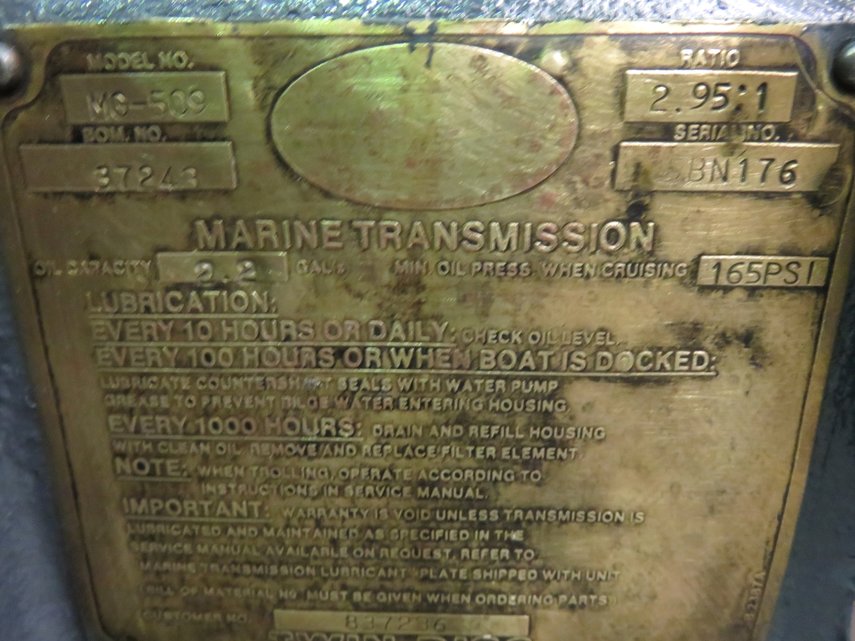 MODEL NO.
RATIO
MG-509
2.95:1
BOM. NO.
SERIAL NO.
37243
BN176
MARINE TRANSMISSION
OIL CAPACITY 2.2 GAL'S MIN. OIL PRESS. WHEN CRUISING 165PSI
LUBRICATION:
EVERY 10 HOURS OR DAILY: CHECK OIL LEVEL.
EVERY 100 HOURS OR WHEN BOAT IS DOCKED:
LUBRICATE COUNTERSHAFT SEALS WITH WATER PUMP
GREASE TO PREVENT BILGE WATER ENTERING HOUSING.
EVERY 1000 HOURS: DRAIN AND REFILL HOUSING
WITH CLEAN OIL. REMOVE AND REPLACE FILTER ELEMENT.
NOTE: WHEN TROLLING, OPERATE ACCORDING TO
INSTRUCTIONS IN SERVICE MANUAL.
IMPORTANT: WARRANTY IS VOID UNLESS TRANSMISSION IS
LUBRICATED AND MAINTAINED AS SPECIFIED IN THE
SERVICE MANUAL AVAILABLE ON REQUEST. REFER TO
MARINE TRANSMISSION LUBRICANT PLATE SHIPPED WITH UNIT
BILL OF MATERIAL NO. MUST BE GIVEN WHEN ORDERING PARTS
CUSTOMER NO. 837236
TWIN DISC